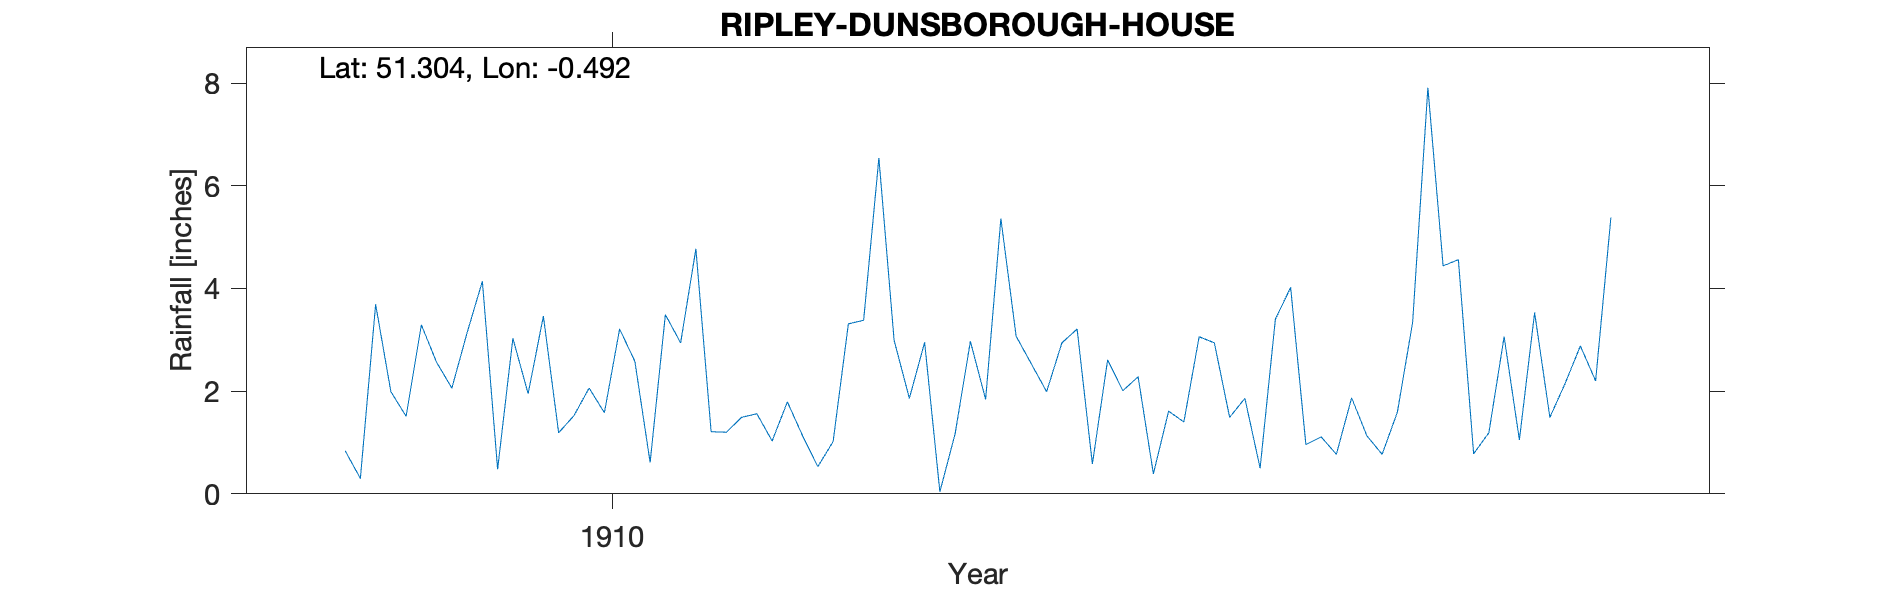 RIPLEY-DUNSBOROUGH-HOUSE
Lat: 51.304, Lon: -0.492
8
6
4
2
0
Rainfall [inches]
1910
Year